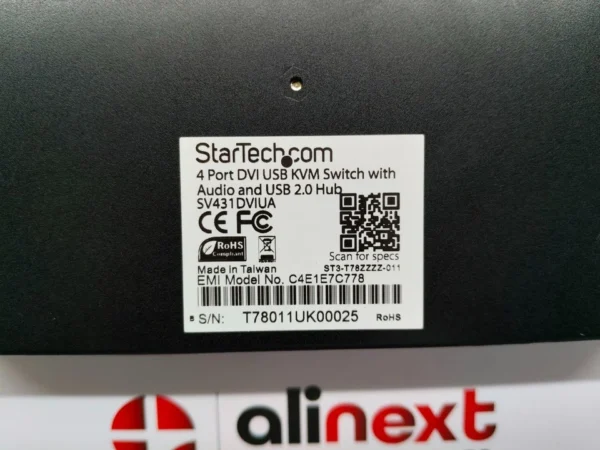 StarTech.com
4 Port DVI USB KVM Switch with
Audio and USB 2.0 Hub
SV431DVIUA
CE FC
RoHS
Compliant
Scan for specs
Made in Taiwan ST3-T78ZZZZ-011
EMI Model No. C4E1E7C778
S/N: T78011UK00025 RoHS
alinext